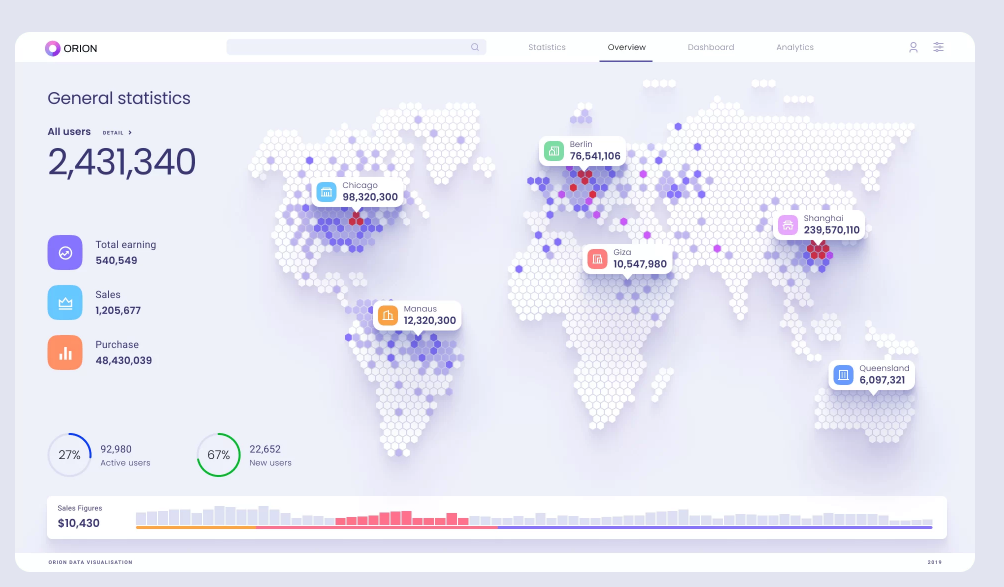 ORION
Statistics
Overview
Dashboard
Analytics
General statistics
All users DETAIL
2,431,340
Total earning
540,549
Sales
1,205,677
Purchase
48,430,039
27%
92,980
Active users
67%
22,652
New users
Chicago
98,320,300
Berlin
76,541,106
Shanghai
239,570,110
Giza
10,547,980
Manaus
12,320,300
Queensland
6,097,321
Sales Figures
$10,430
ORION DATA VISUALISATION
2019